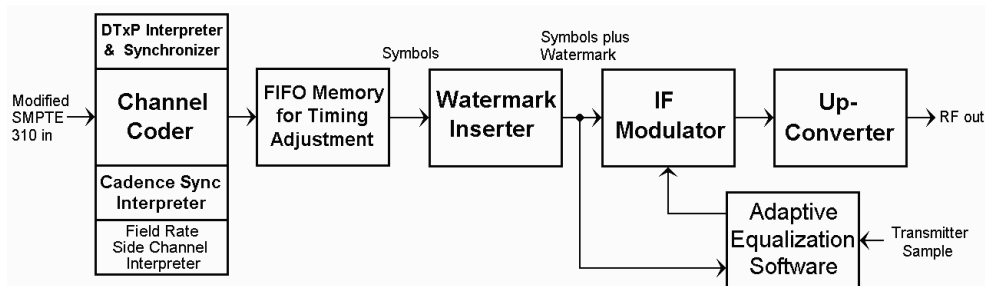 DTxP Interpreter
& Synchronizer
Modified
SMPTE
310 in
Channel
Coder
Cadence Sync
Interpreter
Field Rate
Side Channel
Interpreter
FIFO Memory
for Timing
Adjustment
Symbols
Watermark
Inserter
Symbols plus
Watermark
IF
Modulator
Up-
Converter
RF out
Adaptive
Equalization
Software
Transmitter
Sample